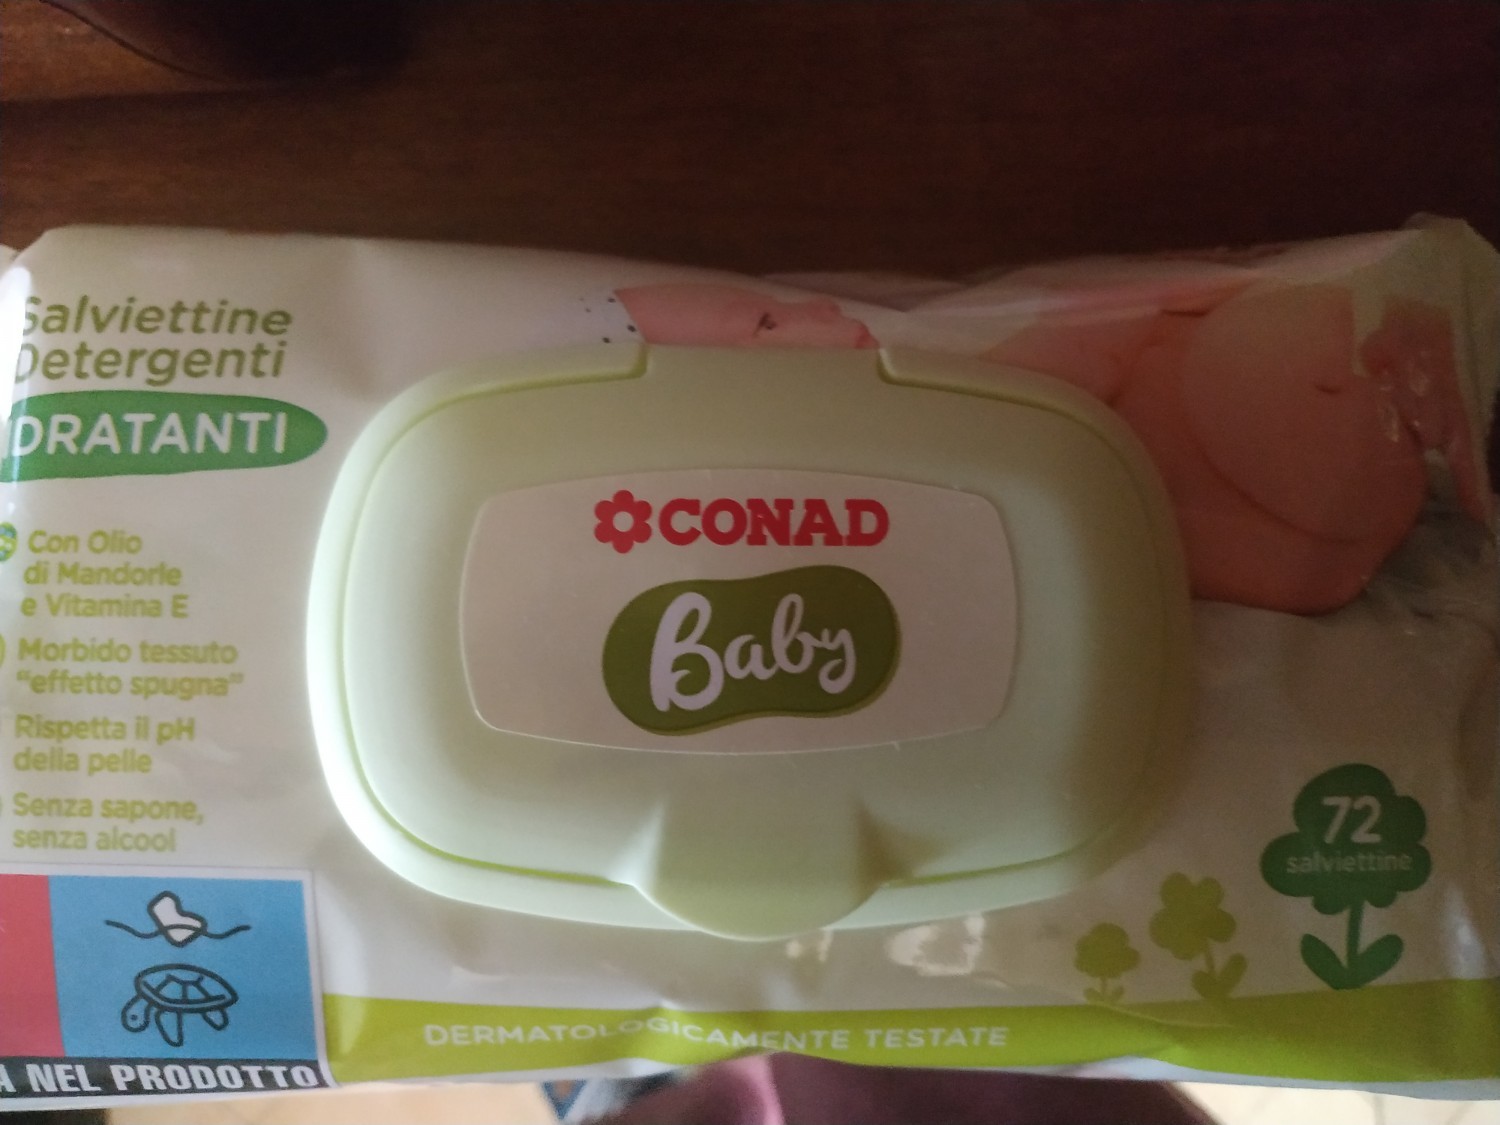 Salviettine
Detergenti
IDRATANTI
Con Olio
di Mandorle
e Vitamina E
Morbido tessuto
"effetto spugna"
Rispetta il pH
della pelle
Senza sapone,
senza alcool
A NEL PRODOTTO
CONAD
Baby
72
salviettine
DERMATOLOGICAMENTE TESTATE